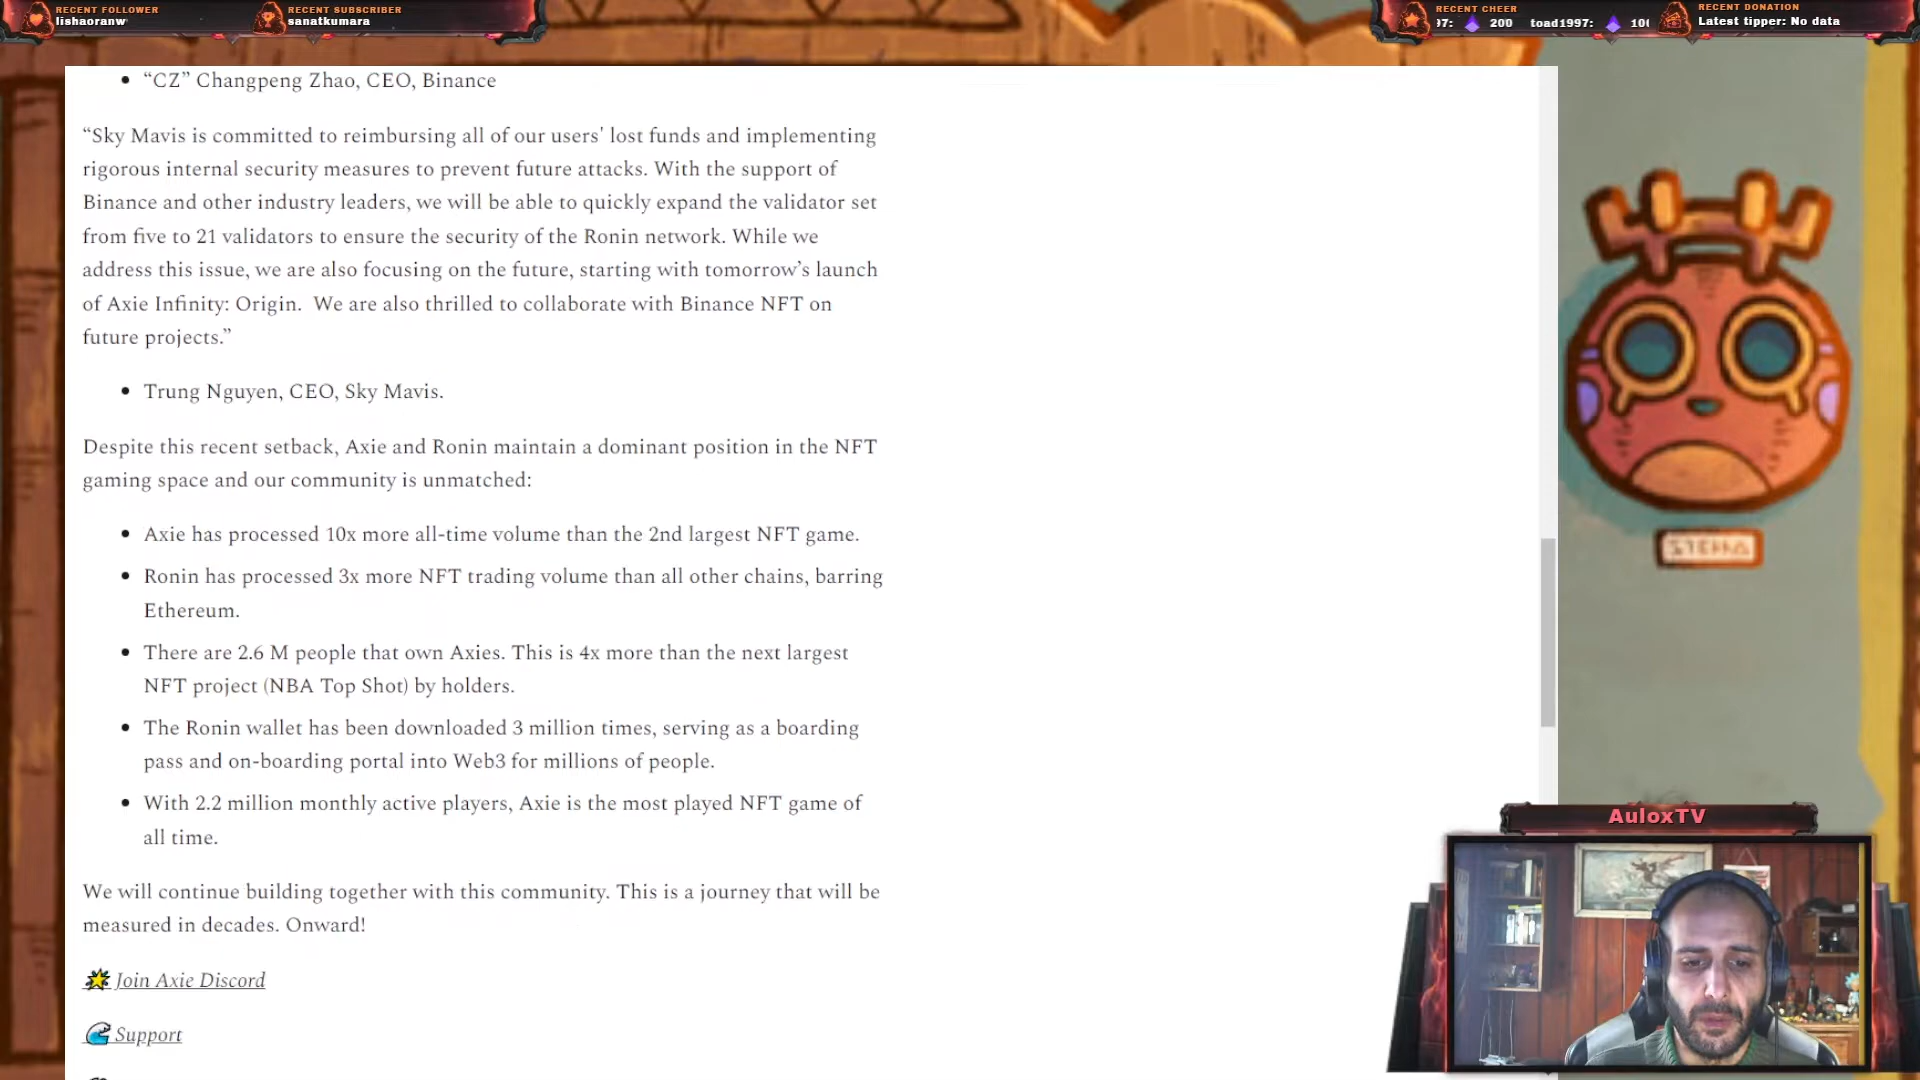 RECENT FOLLOWER
lishaoranw
RECENT SUBSCRIBER
sanatkumara
RECENT CHEER
97: 200 toad1997: 10
RECENT DONATION
Latest tipper: No data
• “CZ” Changpeng Zhao, CEO, Binance
“Sky Mavis is committed to reimbursing all of our users' lost funds and implementing
rigorous internal security measures to prevent future attacks. With the support of
Binance and other industry leaders, we will be able to quickly expand the validator set
from five to 21 validators to ensure the security of the Ronin network. While we
address this issue, we are also focusing on the future, starting with tomorrow’s launch
of Axie Infinity: Origin.  We are also thrilled to collaborate with Binance NFT on
future projects.”
• Trung Nguyen, CEO, Sky Mavis.
Despite this recent setback, Axie and Ronin maintain a dominant position in the NFT
gaming space and our community is unmatched:
• Axie has processed 10x more all-time volume than the 2nd largest NFT game.
• Ronin has processed 3x more NFT trading volume than all other chains, barring
Ethereum.
• There are 2.6 M people that own Axies. This is 4x more than the next largest
NFT project (NBA Top Shot) by holders.
• The Ronin wallet has been downloaded 3 million times, serving as a boarding
pass and on-boarding portal into Web3 for millions of people.
• With 2.2 million monthly active players, Axie is the most played NFT game of
all time.
We will continue building together with this community. This is a journey that will be
measured in decades. Onward!
Join Axie Discord
Support
AuloxTV